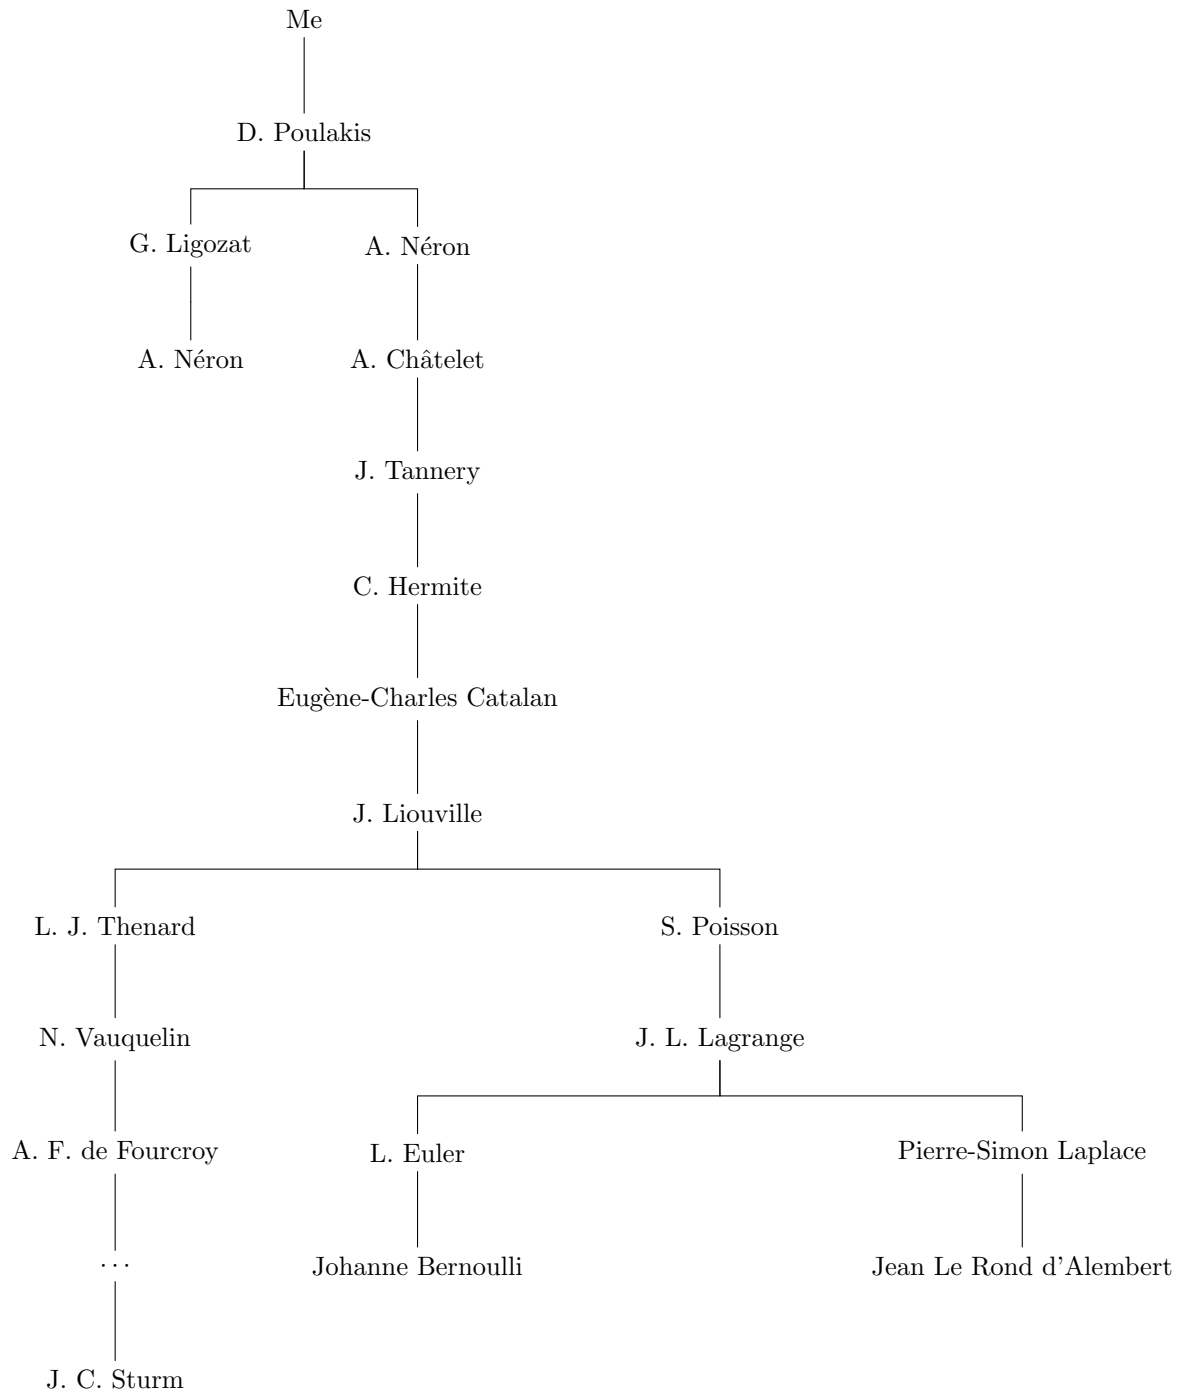 Me
D. Poulakis
G. Ligozat
A. Néron
A. Néron
A. Châtelet
J. Tannery
C. Hermite
Eugène-Charles Catalan
J. Liouville
L. J. Thenard
S. Poisson
N. Vauquelin
J. L. Lagrange
A. F. de Fourcroy
L. Euler
Pierre-Simon Laplace
...
Johanne Bernoulli
Jean Le Rond d'Alembert
J. C. Sturm